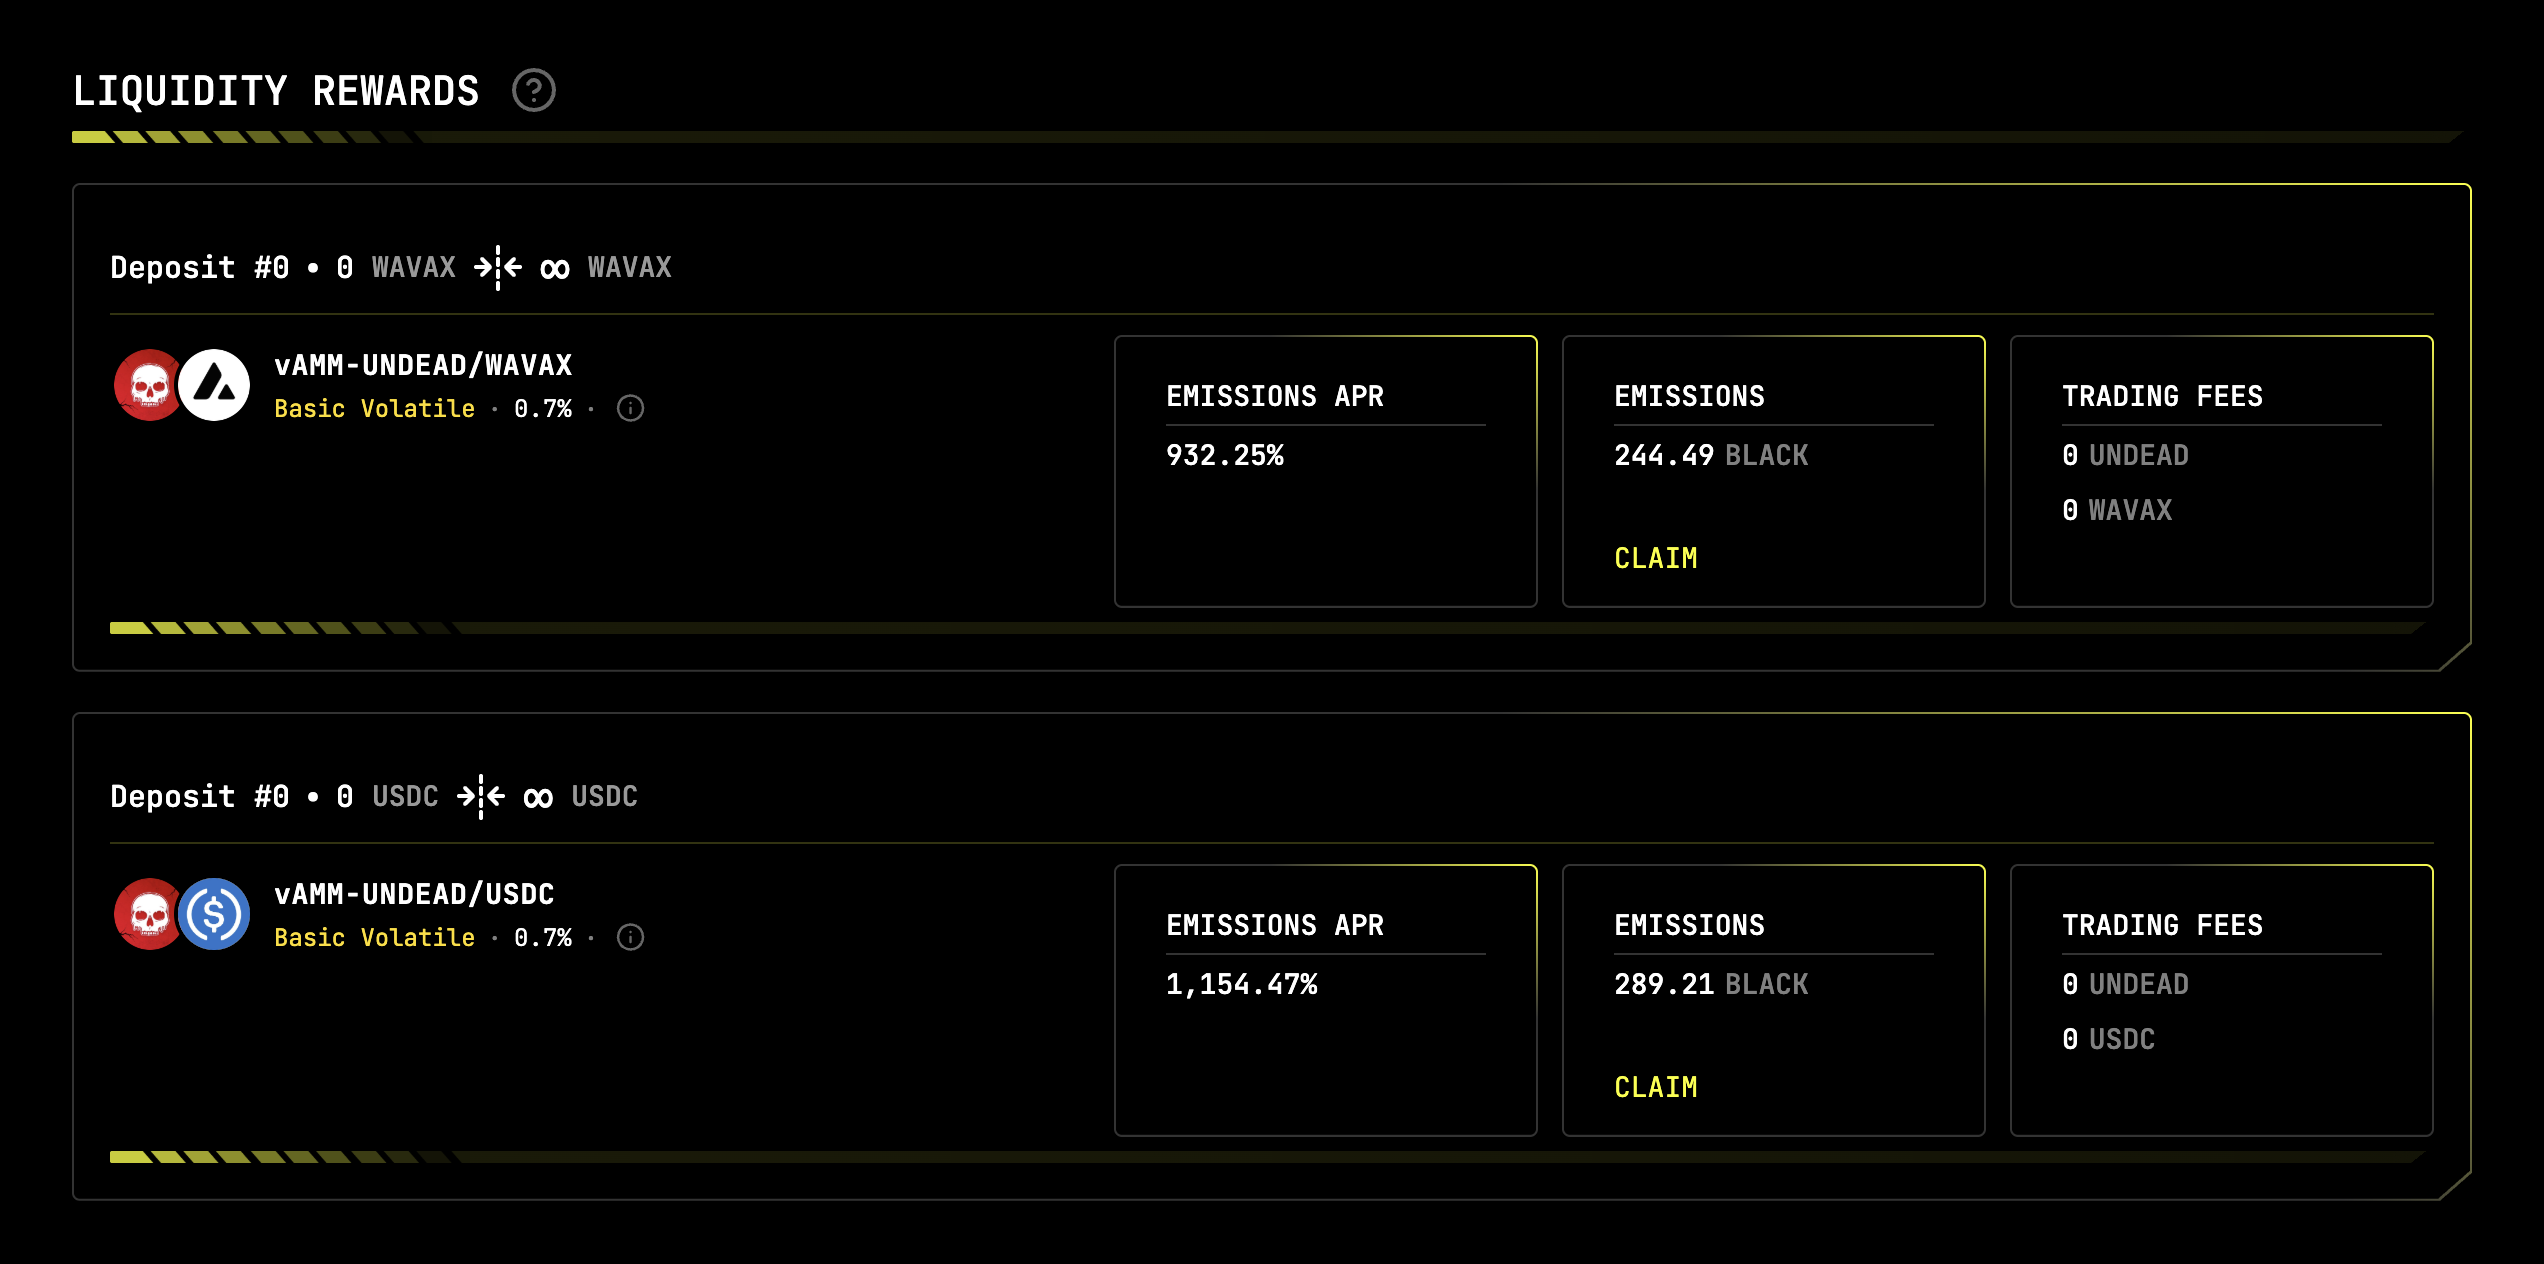 LIQUIDITY REWARDS
Deposit #0 • 0 WAVAX ∞ WAVAX
vAMM-UNDEAD/WAVAX
Basic Volatile · 0.7% ·
EMISSIONS APR
932.25%
EMISSIONS
244.49 BLACK
CLAIM
TRADING FEES
0 UNDEAD
0 WAVAX
Deposit #0 • 0 USDC ∞ USDC
vAMM-UNDEAD/USDC
Basic Volatile · 0.7% ·
EMISSIONS APR
1,154.47%
EMISSIONS
289.21 BLACK
CLAIM
TRADING FEES
0 UNDEAD
0 USDC